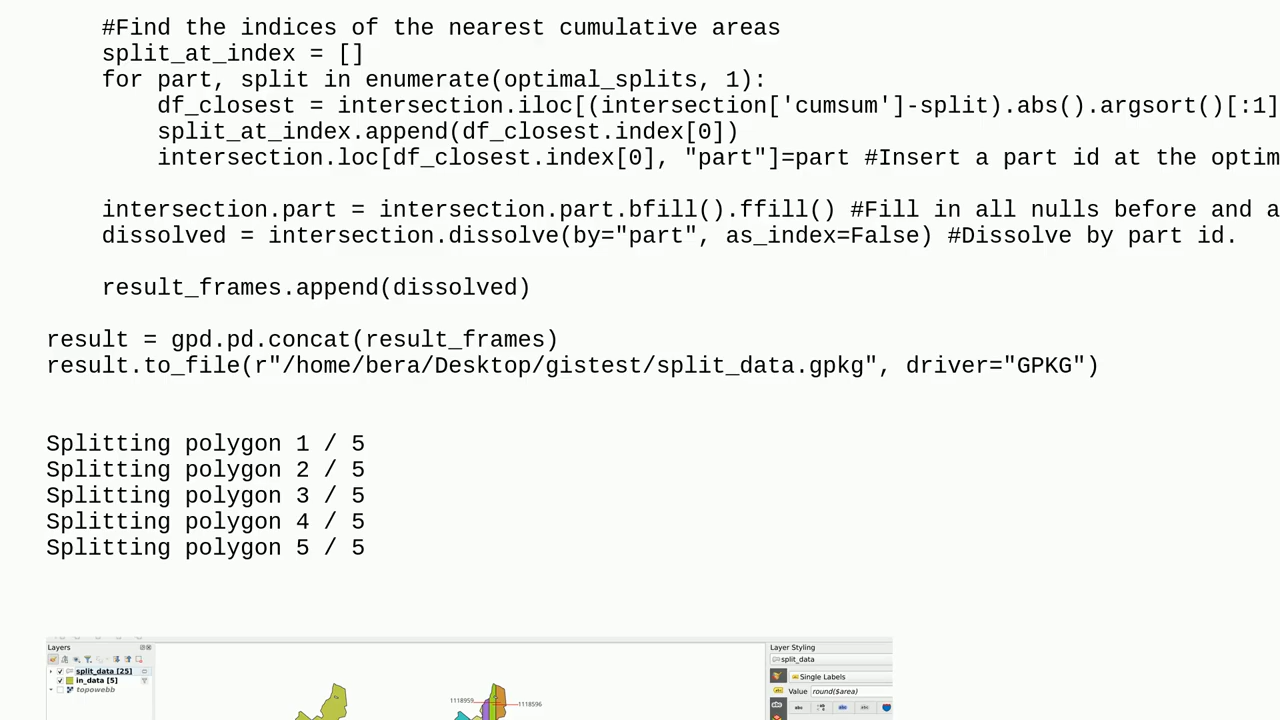 #Find the indices of the nearest cumulative areas
split_at_index = []
for part, split in enumerate(optimal_splits, 1):
df_closest = intersection.iloc[(intersection['cumsum']-split).abs().argsort()[:1]
split_at_index.append(df_closest.index[0])
intersection.loc[df_closest.index[0], "part"]=part #Insert a part id at the optim
intersection.part = intersection.part.bfill().ffill() #Fill in all nulls before and a
dissolved = intersection.dissolve(by="part", as_index=False) #Dissolve by part id.
result_frames.append(dissolved)
result = gpd.pd.concat(result_frames)
result.to_file(r"/home/bera/Desktop/gistest/split_data.gpkg", driver="GPKG")
Splitting polygon 1 / 5
Splitting polygon 2 / 5
Splitting polygon 3 / 5
Splitting polygon 4 / 5
Splitting polygon 5 / 5
Layers
split_data [25]
in_data [5]
topowebb
1118959
1118596
Layer Styling
split_data
Single Labels
Value round($area)
abc
abc
abc
abc